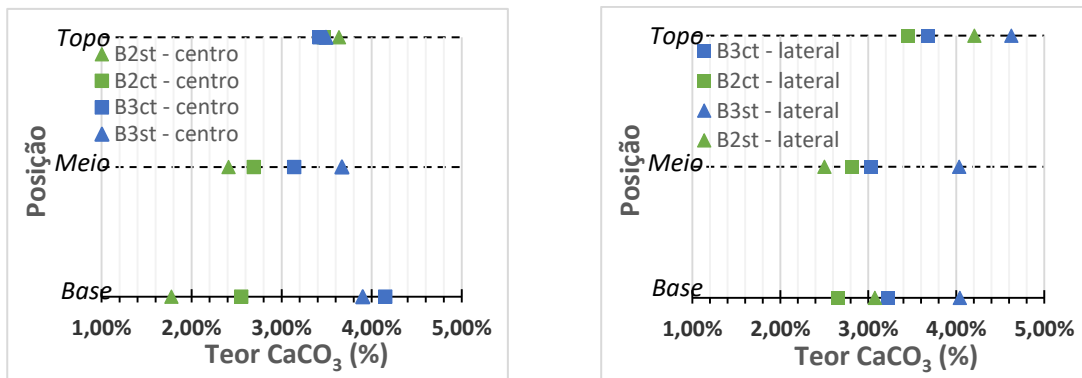 Topo
B2st - centro
B2ct - centro
B3ct - centro
B3st - centro
Meio
Base
Posição
1,00% 2,00% 3,00% 4,00% 5,00%
Teor CaCO₃ (%)
Topo
B3ct - lateral
B2ct - lateral
B3st - lateral
B2st - lateral
Meio
Base
Posição
1,00% 2,00% 3,00% 4,00% 5,00%
Teor CaCO₃ (%)